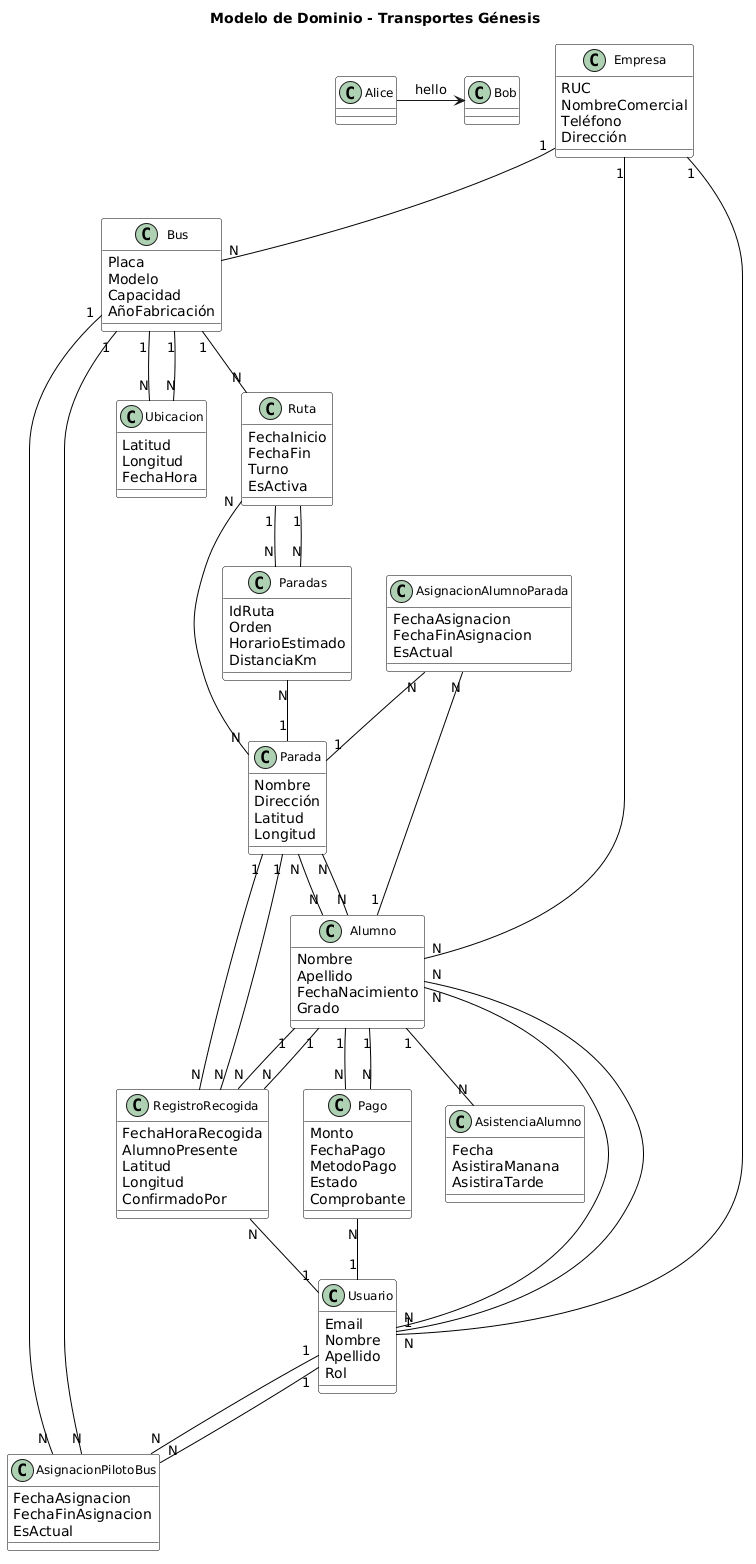 Modelo de Dominio - Transportes Génesis
C Alice
hello
C Bob
C Empresa
RUC
NombreComercial
Teléfono
Dirección
1
1
1
N
C Bus
Placa
Modelo
Capacidad
AñoFabricación
1
1
1
1
1
N
N
N
C Ubicacion
Latitud
Longitud
FechaHora
C Ruta
FechaInicio
FechaFin
Turno
EsActiva
N
1
1
N
N
C Paradas
IdRuta
Orden
HorarioEstimado
DistanciaKm
C AsignacionAlumnoParada
FechaAsignacion
FechaFinAsignacion
EsActual
N
N
N
1
N
1
C Parada
Nombre
Dirección
Latitud
Longitud
1
1
N
N
N
N
1
C Alumno
Nombre
Apellido
FechaNacimiento
Grado
N
N
N
1
1
1
1
1
N
N
N
N
N
N
N
C RegistroRecogida
FechaHoraRecogida
AlumnoPresente
Latitud
Longitud
ConfirmadoPor
C Pago
Monto
FechaPago
MetodoPago
Estado
Comprobante
C AsistenciaAlumno
Fecha
AsistiraManana
AsistiraTarde
N
N
1
1
C Usuario
Email
Nombre
Apellido
Rol
N
1
N
1
1
N
N
N
N
C AsignacionPilotoBus
FechaAsignacion
FechaFinAsignacion
EsActual